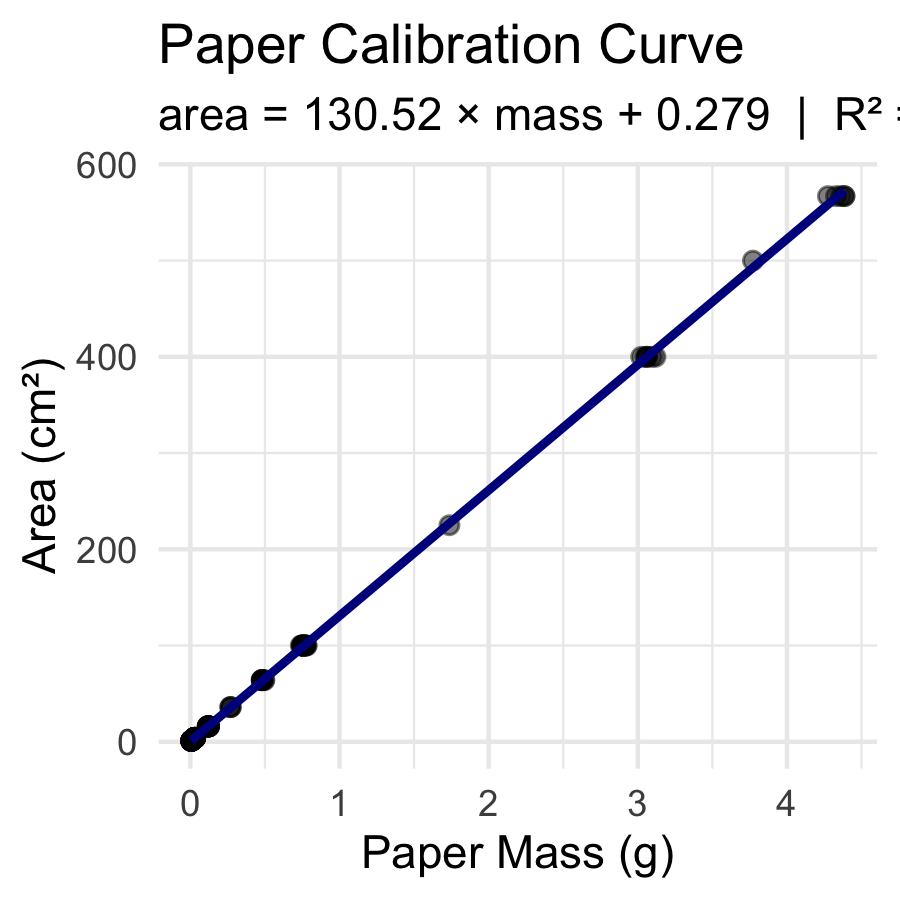 Paper Calibration Curve
area = 130.52 × mass + 0.279 | R² =
600
400
200
0
Area (cm²)
0 1 2 3 4
Paper Mass (g)